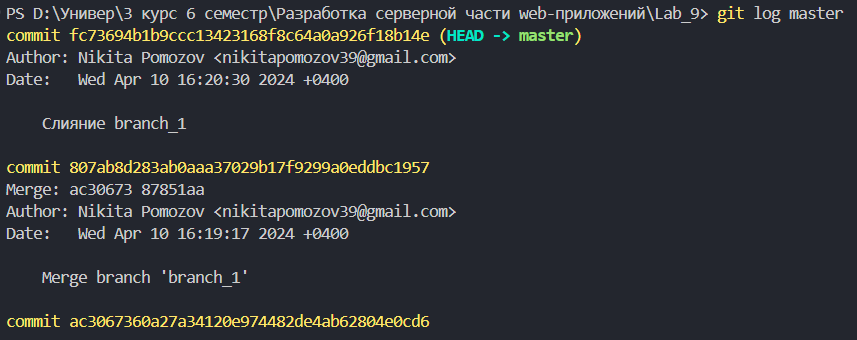 PS D:\Универ\3 курс 6 семестр\Разработка серверной части web-приложений\Lab_9> git log master
commit fc73694b1b9ccc13423168f8c64a0a926f18b14e (HEAD -> master)
Author: Nikita Pomozov <nikitapomozov39@gmail.com>
Date:   Wed Apr 10 16:20:30 2024 +0400
Слияние branch_1
commit 807ab8d283ab0aaa37029b17f9299a0eddbc1957
Merge: ac30673 87851aa
Author: Nikita Pomozov <nikitapomozov39@gmail.com>
Date:   Wed Apr 10 16:19:17 2024 +0400
Merge branch 'branch_1'
commit ac3067360a27a34120e974482de4ab62804e0cd6